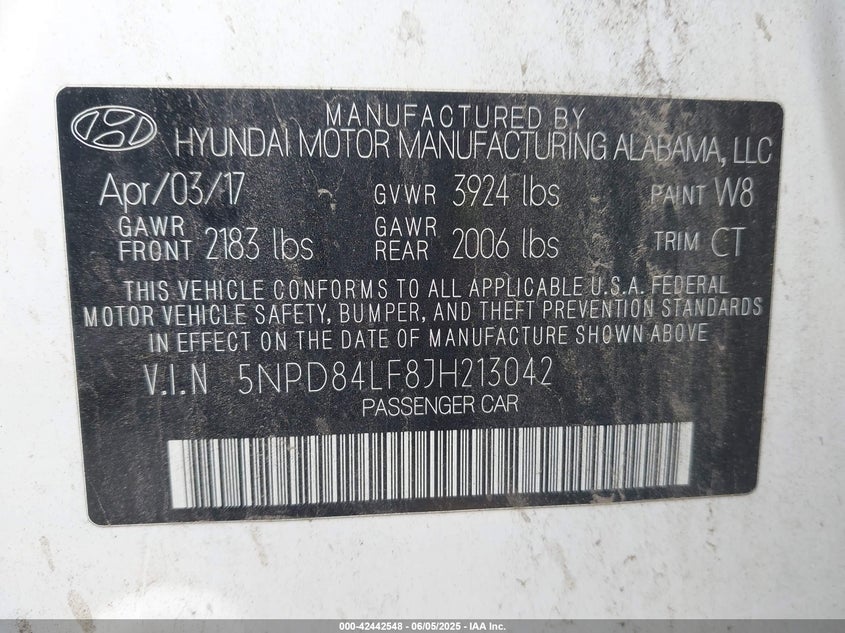 MANUFACTURED BY
HYUNDAI MOTOR MANUFACTURING ALABAMA, LLC
Apr/03/17 GVWR 3924 lbs PAINT W8
GAWR FRONT 2183 lbs GAWR REAR 2006 lbs TRIM CT
THIS VEHICLE CONFORMS TO ALL APPLICABLE U.S.A. FEDERAL
MOTOR VEHICLE SAFETY, BUMPER, AND THEFT PREVENTION STANDARDS
IN EFFECT ON THE DATE OF MANUFACTURE SHOWN ABOVE
V.I.N 5NPD84LF8JH213042
PASSENGER CAR
000-42442548 - 06/05/2025 - IAA Inc.